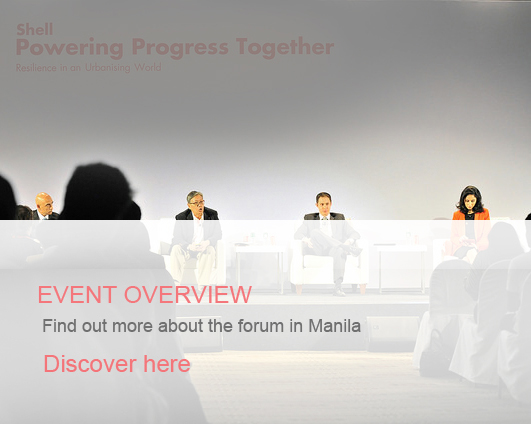 Shell
Powering Progress Together
Resilience in an Urbanising World
EVENT OVERVIEW
Find out more about the forum in Manila
Discover here